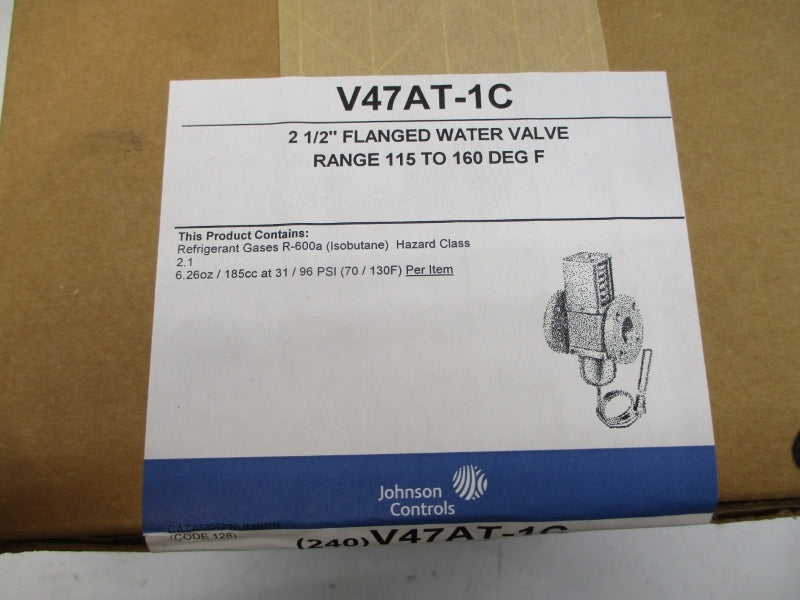 V47AT-1C
2 1/2" FLANGED WATER VALVE
RANGE 115 TO 160 DEG F
This Product Contains:
Refrigerant Gases R-600a (Isobutane) Hazard Class
2.1
6.26oz / 185cc at 31 / 96 PSI (70 / 130F) Per Item
Johnson
Controls
CATALOG NUMBER
(CODE 128)
(240)V47AT-1C